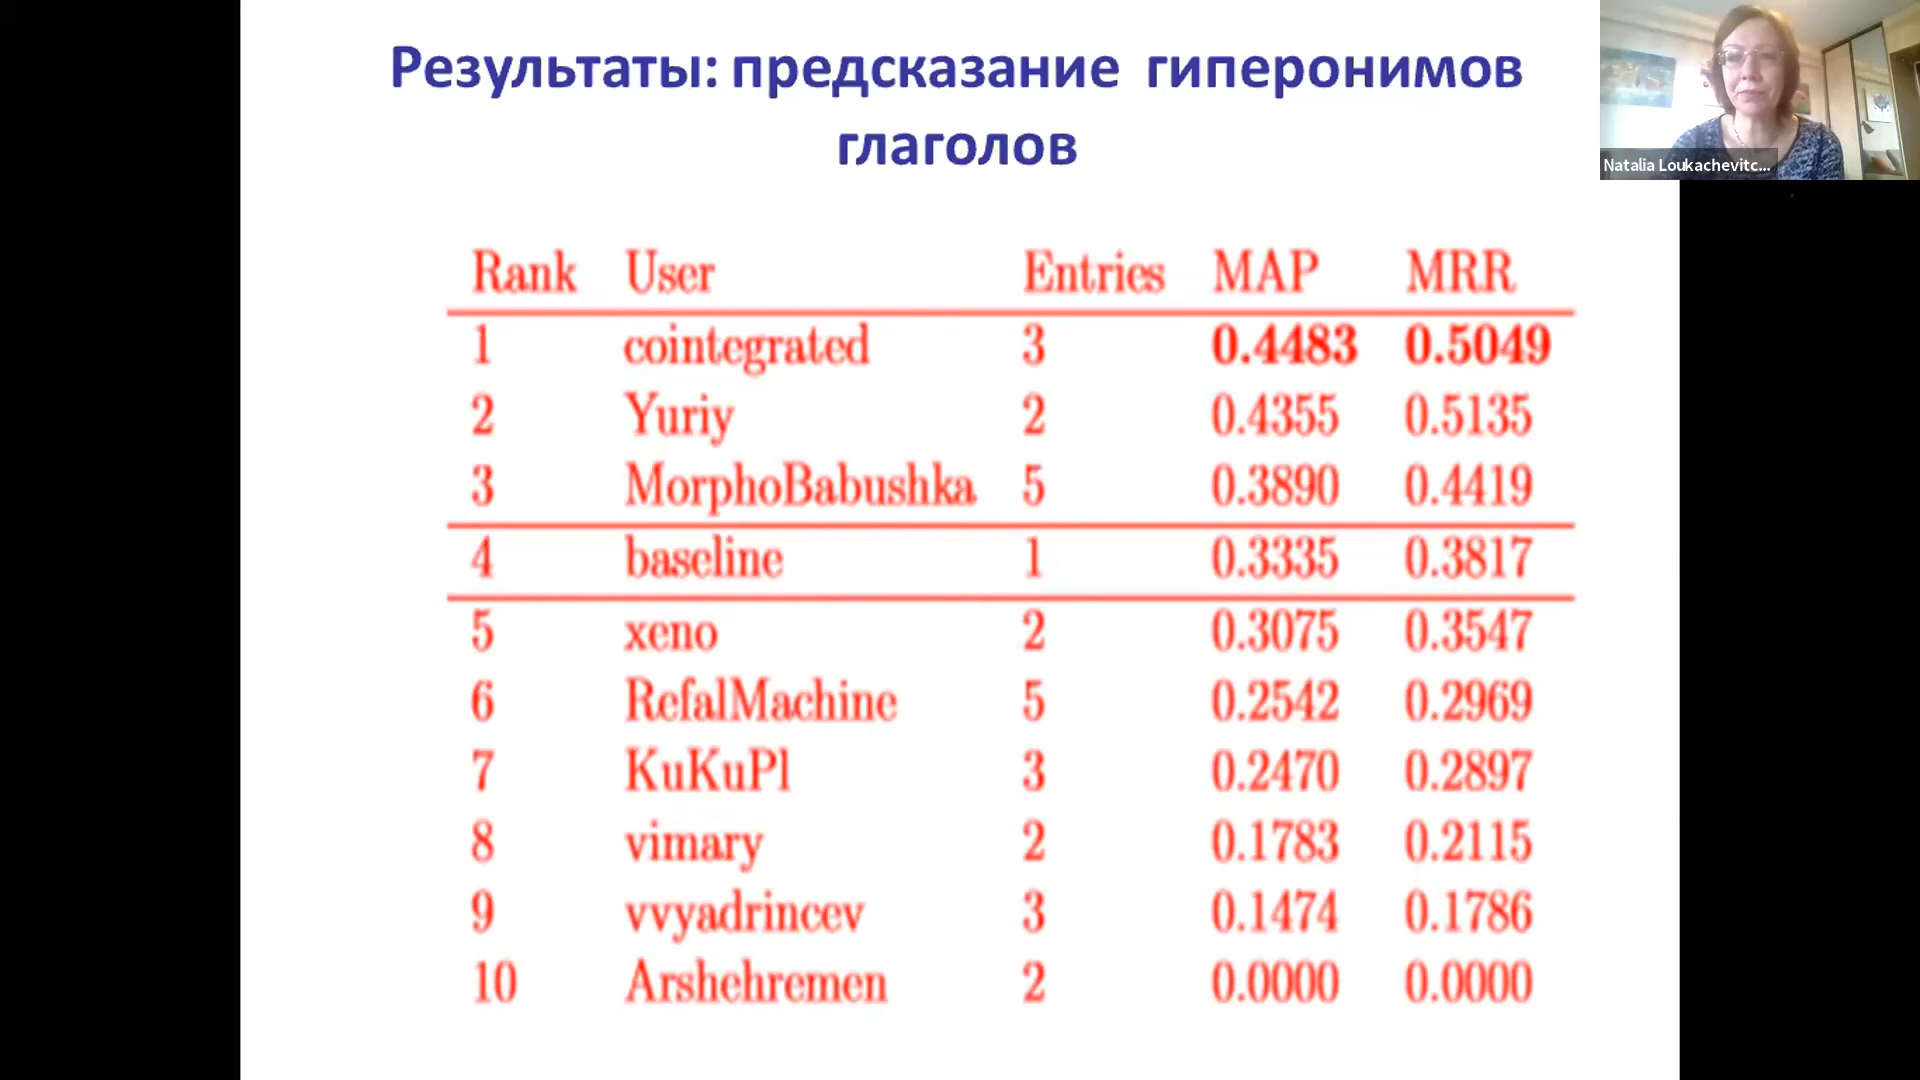 Результаты: предсказание гиперонимов
глаголов
Natalia Loukachevitc...
Rank User Entries MAP MRR
1 cointegrated 3 0.4483 0.5049
2 Yuriy 2 0.4355 0.5135
3 MorphoBabushka 5 0.3890 0.4419
4 baseline 1 0.3335 0.3817
5 xeno 2 0.3075 0.3547
6 RefalMachine 5 0.2542 0.2969
7 KuKuPl 3 0.2470 0.2897
8 vimary 2 0.1783 0.2115
9 vvyadrincev 3 0.1474 0.1786
10 Arshehremen 2 0.0000 0.0000